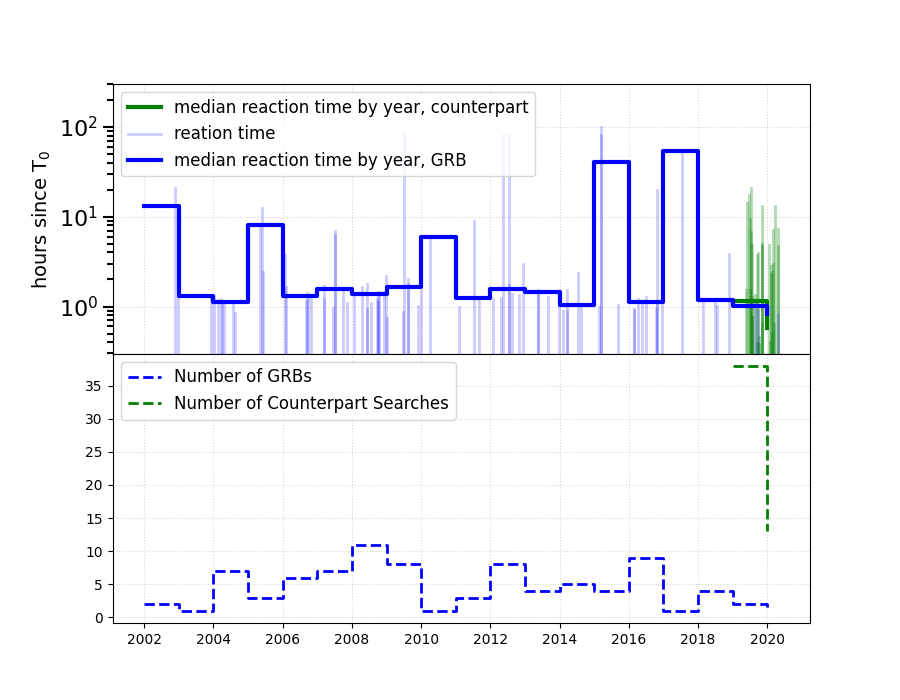 median reaction time by year, counterpart
reation time
median reaction time by year, GRB
hours since T₀
10²
10¹
10⁰
Number of GRBs
Number of Counterpart Searches
35
30
25
20
15
10
5
0
2002 2004 2006 2008 2010 2012 2014 2016 2018 2020